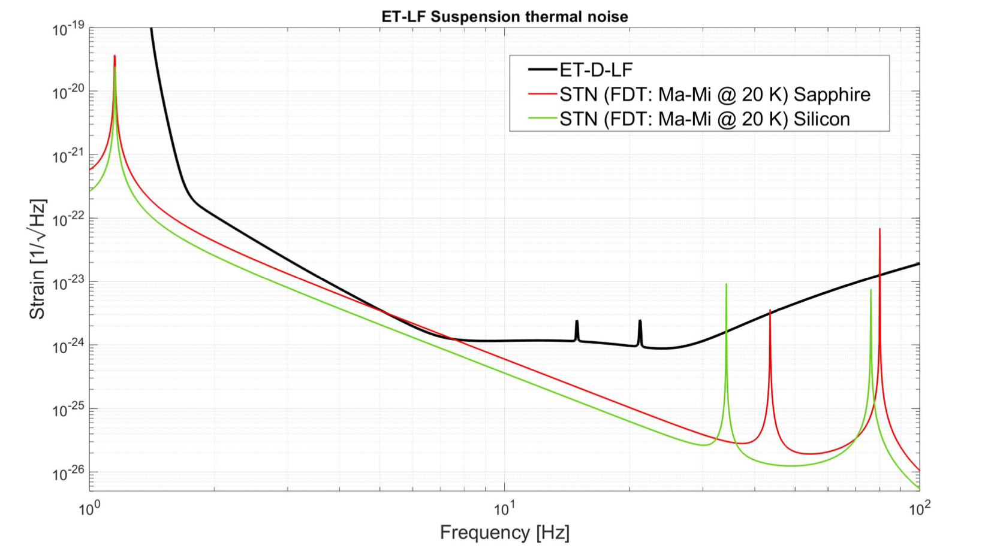 ET-LF Suspension thermal noise
10^-19
10^-20
10^-21
10^-22
10^-23
10^-24
10^-25
10^-26
Strain [1/√Hz]
ET-D-LF
STN (FDT: Ma-Mi @ 20 K) Sapphire
STN (FDT: Ma-Mi @ 20 K) Silicon
10^0 10^1 10^2
Frequency [Hz]